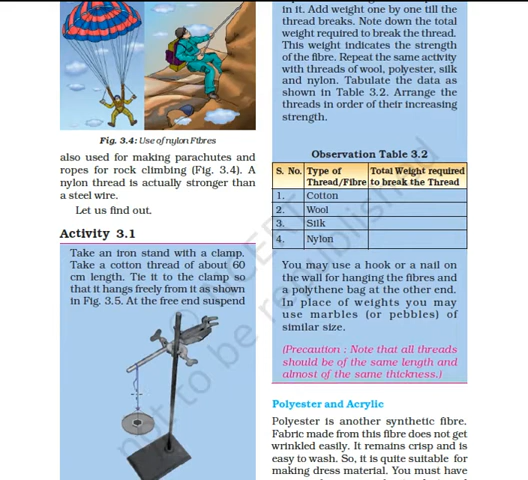 Fig. 3.4: Use of nylon Fibres
also used for making parachutes and
ropes for rock climbing (Fig. 3.4). A
nylon thread is actually stronger than
a steel wire.
Let us find out.
Activity 3.1
Take an iron stand with a clamp.
Take a cotton thread of about 60
cm length. Tie it to the clamp so
that it hangs freely from it as shown
in Fig. 3.5. At the free end suspend
in it. Add weight one by one till the
thread breaks. Note down the total
weight required to break the thread.
This weight indicates the strength
of the fibre. Repeat the same activity
with threads of wool, polyester, silk
and nylon. Tabulate the data as
shown in Table 3.2. Arrange the
threads in order of their increasing
strength.
Observation Table 3.2
S. No. Type of Total Weight required
Thread/Fibre to break the Thread
1. Cotton
2. Wool
3. Silk
4. Nylon
You may use a hook or a nail on
the wall for hanging the fibres and
a polythene bag at the other end.
In place of weights you may
use marbles (or pebbles) of
similar size.
(Precaution : Note that all threads
should be of the same length and
almost of the same thickness.)
Polyester and Acrylic
Polyester is another synthetic fibre.
Fabric made from this fibre does not get
wrinkled easily. It remains crisp and is
easy to wash. So, it is quite suitable for
making dress material. You must have
not to be republished